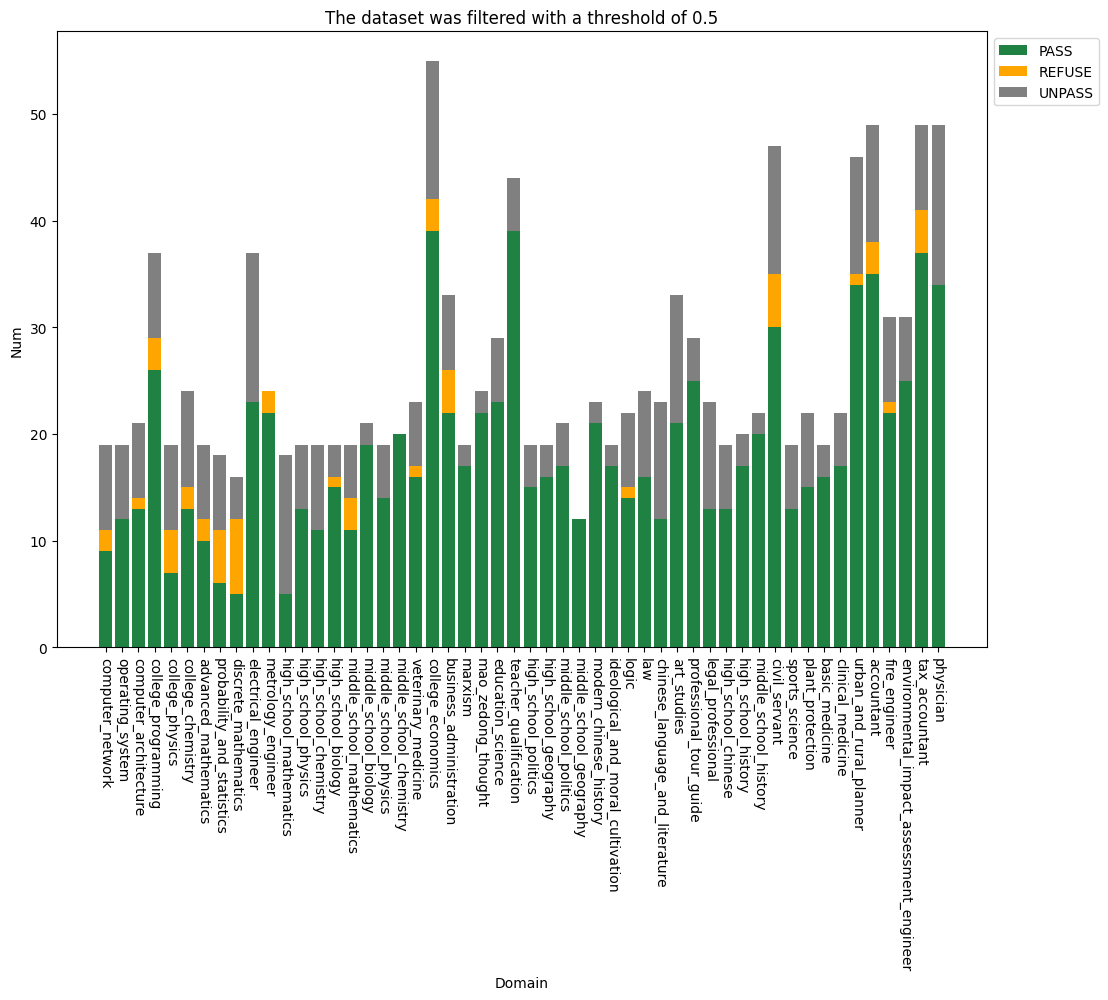 The dataset was filtered with a threshold of 0.5
PASS
REFUSE
UNPASS
Num
50
40
30
20
10
0
computer_network
operating_system
computer_architecture
college_programming
college_physics
college_chemistry
advanced_mathematics
probability_and_statistics
discrete_mathematics
electrical_engineer
metrology_engineer
high_school_mathematics
high_school_physics
high_school_chemistry
high_school_biology
middle_school_mathematics
middle_school_biology
middle_school_physics
middle_school_chemistry
veterinary_medicine
college_economics
business_administration
marxism
mao_zedong_thought
education_science
teacher_qualification
high_school_politics
high_school_geography
middle_school_politics
middle_school_geography
modern_chinese_history
ideological_and_moral_cultivation
logic
law
chinese_language_and_literature
art_studies
professional_tour_guide
legal_professional
high_school_chinese
high_school_history
middle_school_history
civil_servant
sports_science
plant_protection
basic_medicine
clinical_medicine
urban_and_rural_planner
accountant
fire_engineer
environmental_impact_assessment_engineer
tax_accountant
physician
Domain